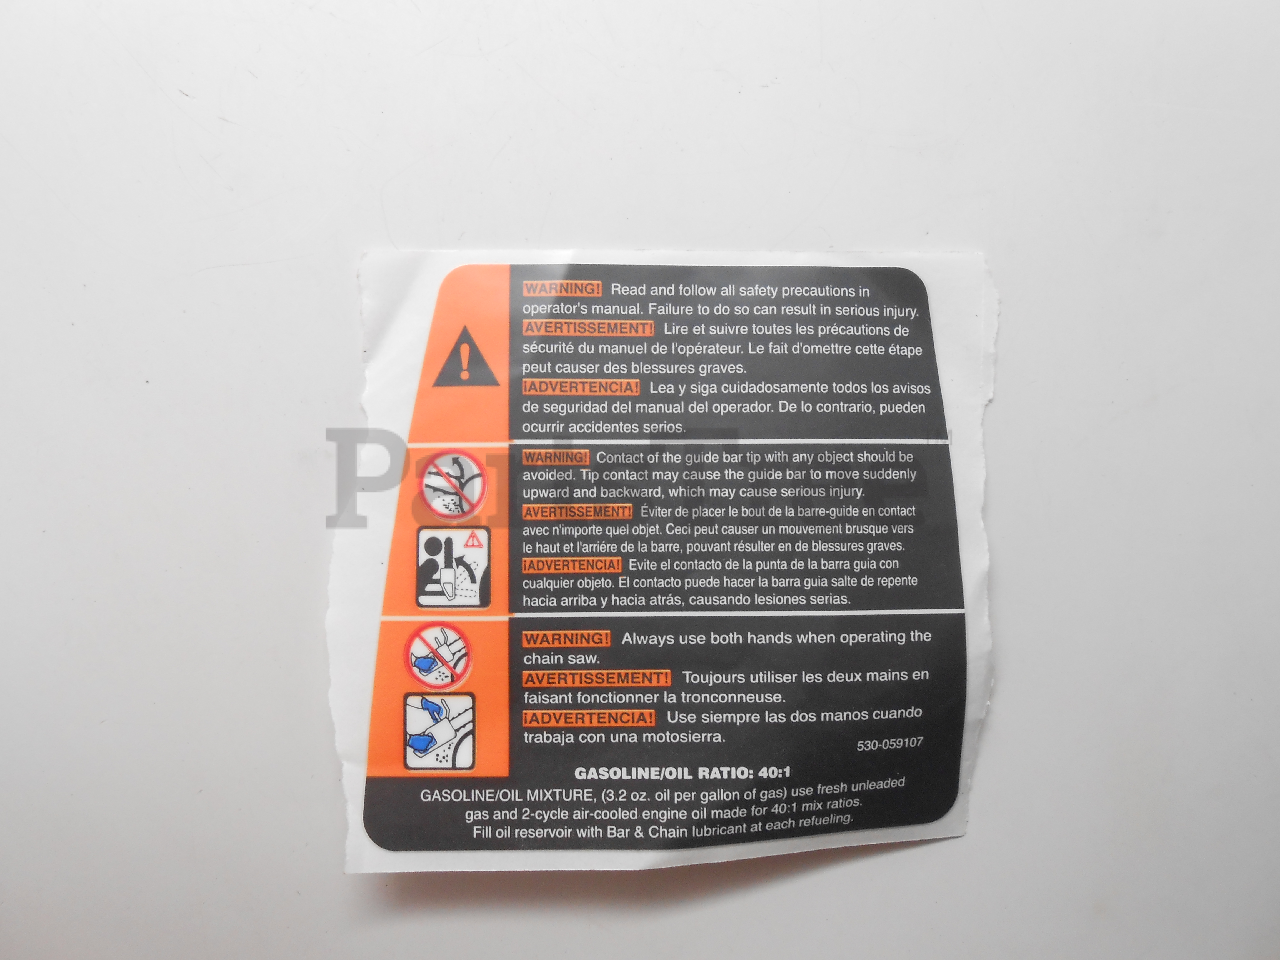 WARNING! Read and follow all safety precautions in
operator's manual. Failure to do so can result in serious injury.
AVERTISSEMENT! Lire et suivre toutes les précautions de
sécurité du manuel de l'opérateur. Le fait d'omettre cette étape
peut causer des blessures graves.
¡ADVERTENCIA! Lea y siga cuidadosamente todos los avisos
de seguridad del manual del operador. De lo contrario, pueden
ocurrir accidentes serios.
WARNING! Contact of the guide bar tip with any object should be
avoided. Tip contact may cause the guide bar to move suddenly
upward and backward, which may cause serious injury.
AVERTISSEMENT! Éviter de placer le bout de la barre-guide en contact
avec n'importe quel objet. Ceci peut causer un mouvement brusque vers
le haut et l'arriére de la barre, pouvant résulter en de blessures graves.
¡ADVERTENCIA! Evite el contacto de la punta de la barra guia con
cualquier objeto. El contacto puede hacer la barra guia salte de repente
hacia arriba y hacia atrás, causando lesiones serias.
WARNING! Always use both hands when operating the
chain saw.
AVERTISSEMENT! Toujours utiliser les deux mains en
faisant fonctionner la tronconneuse.
¡ADVERTENCIA! Use siempre las dos manos cuando
trabaja con una motosierra.
530-059107
GASOLINE/OIL RATIO: 40:1
GASOLINE/OIL MIXTURE, (3.2 oz. oil per gallon of gas) use fresh unleaded
gas and 2-cycle air-cooled engine oil made for 40:1 mix ratios.
Fill oil reservoir with Bar & Chain lubricant at each refueling.